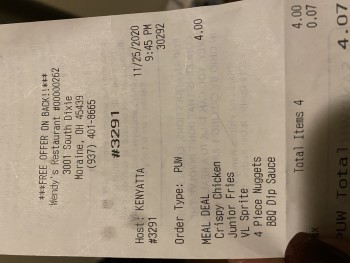 ***FREE OFFER ON BACK!!***
Wendy's Restaurant #00000262
3001 South Dixie
Moraine, OH 45439
(937) 401-8665
#3291
Host: KENYATTA 11/25/2020
#3291 9:45 PM
30292
Order Type: PUW
MEAL DEAL 4.00
Crispy Chicken
Junior Fries
VL Sprite
4 Piece Nuggets
BBQ Dip Sauce
Total Items 4 4.00
0.07
PUW Total 4.07